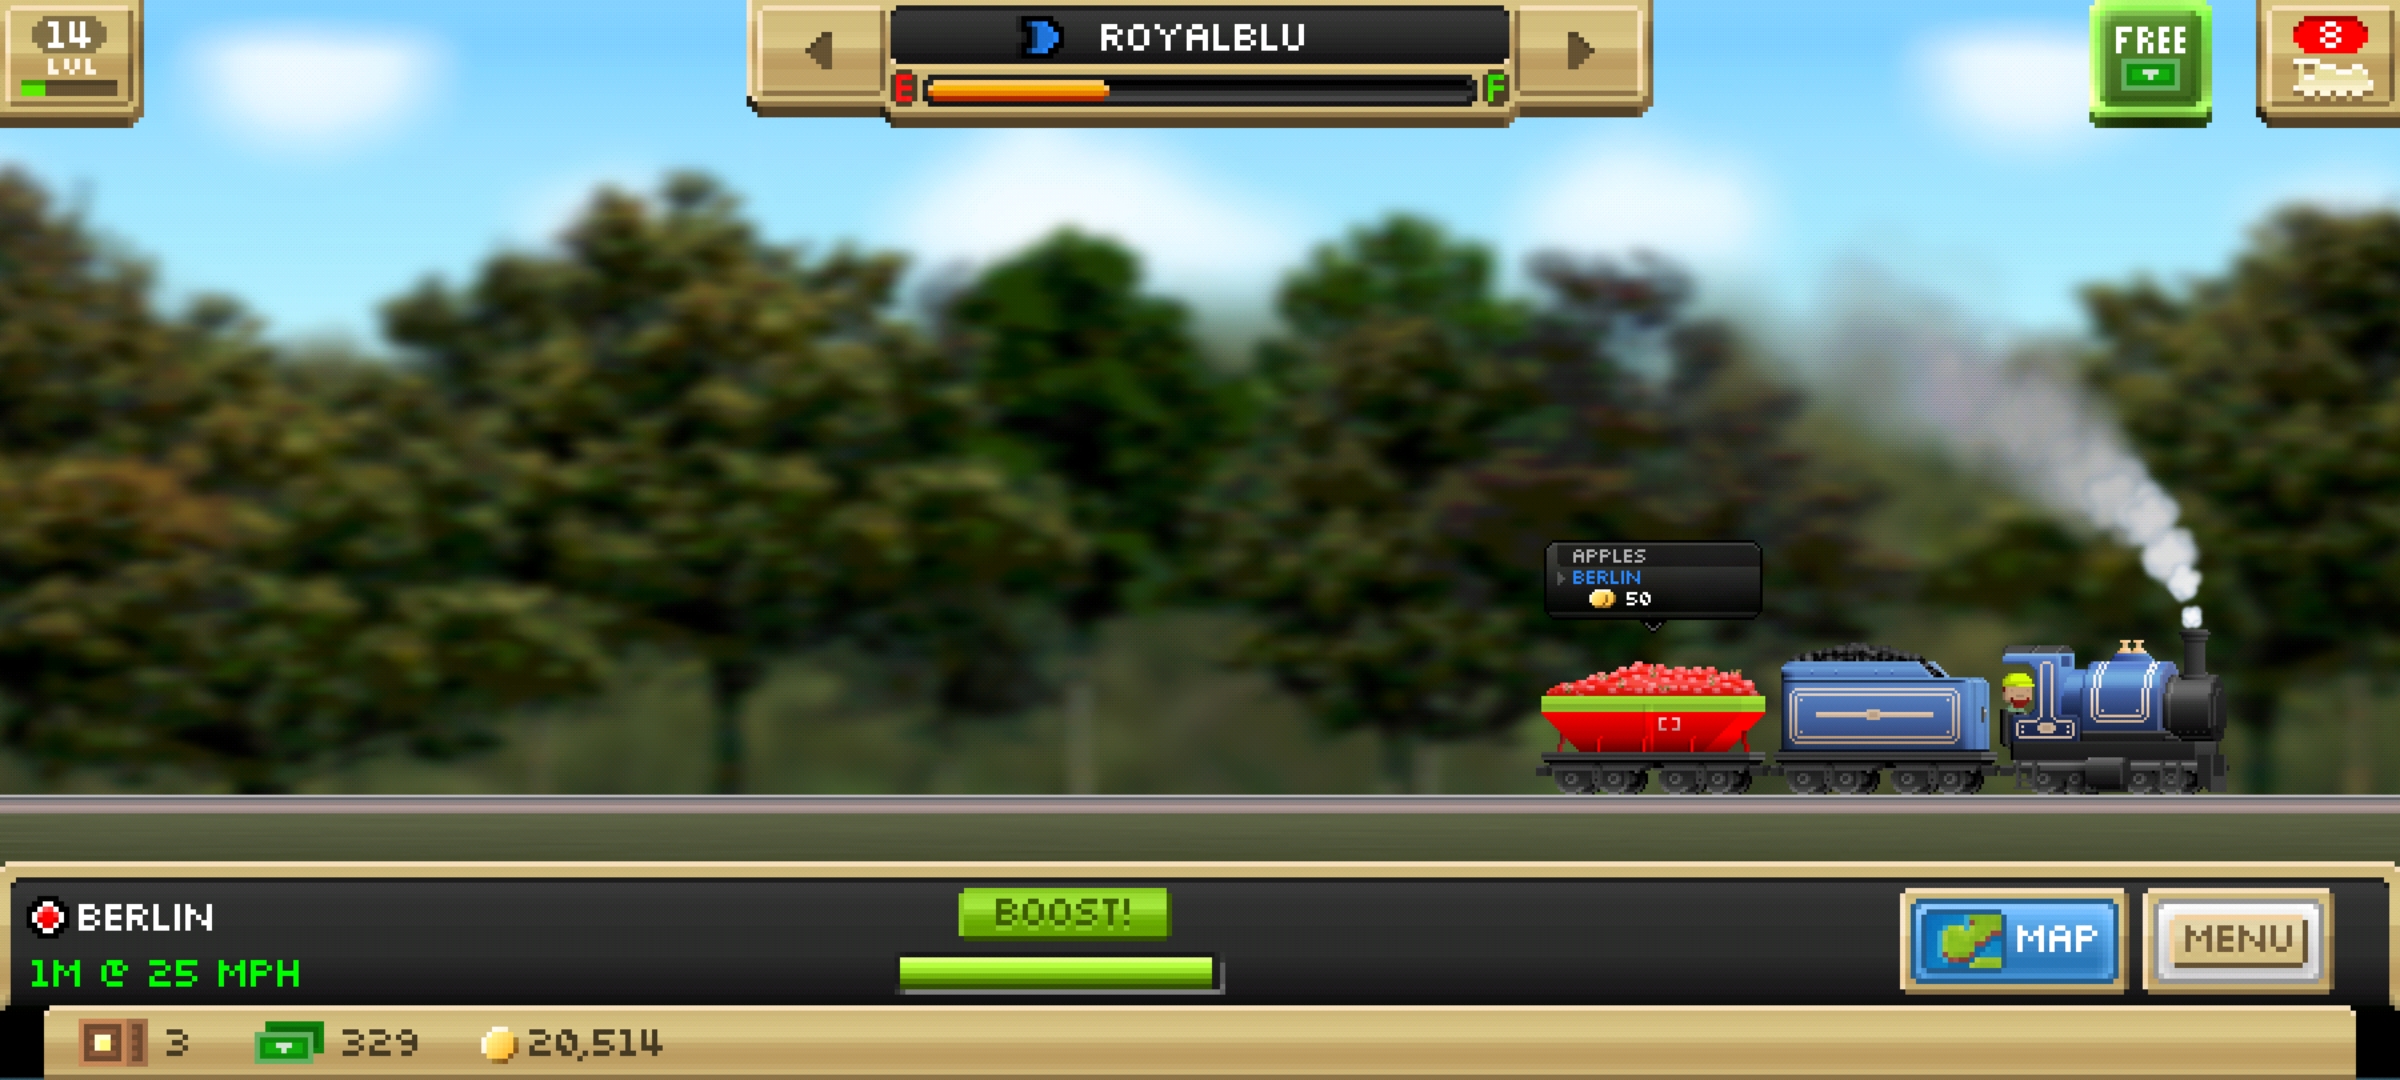 14
LVL
ROYALBLU
E
F
FREE
8
APPLES
BERLIN
50
BERLIN
1M @ 25 MPH
BOOST!
MAP
MENU
3
329
20,514